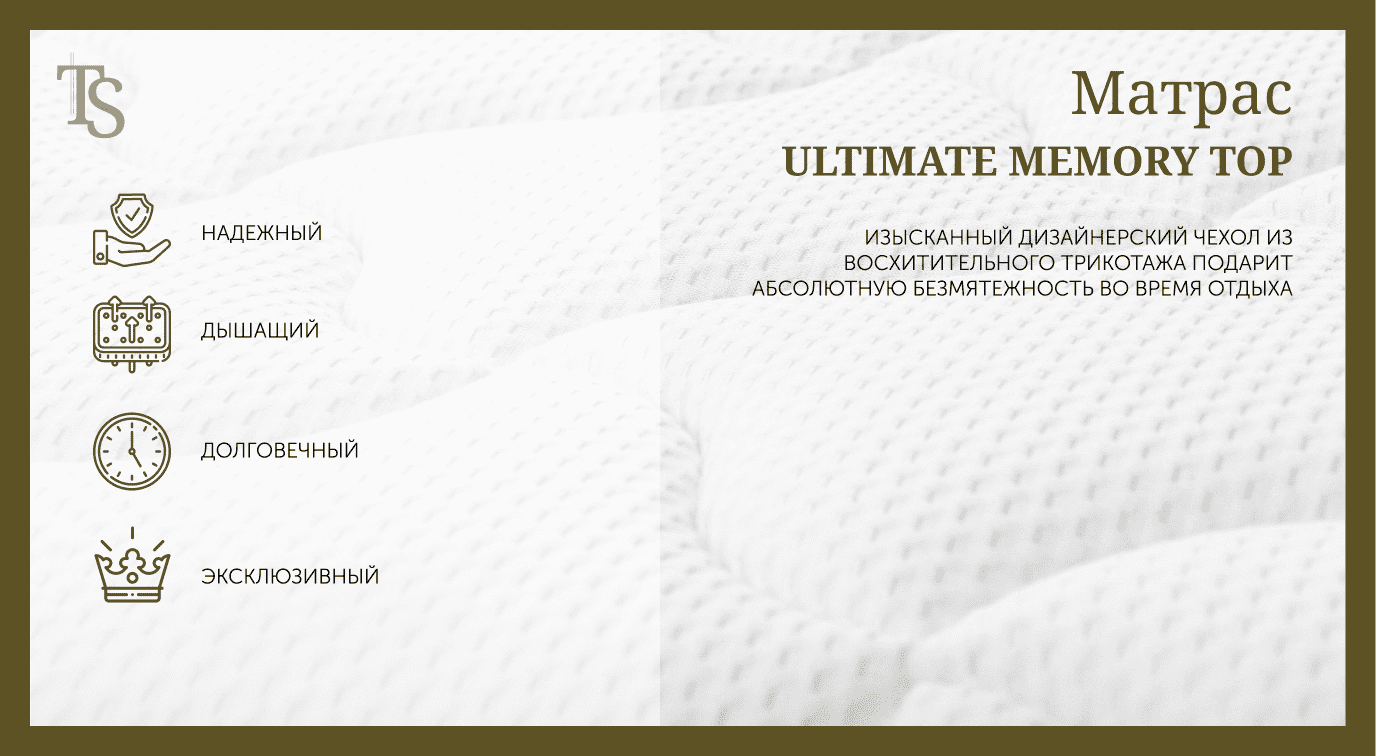 TS
Матрас
ULTIMATE MEMORY TOP
ИЗЫСКАННЫЙ ДИЗАЙНЕРСКИЙ ЧЕХОЛ ИЗ
ВОСХИТИТЕЛЬНОГО ТРИКОТАЖА ПОДАРИТ
АБСОЛЮТНУЮ БЕЗМЯТЕЖНОСТЬ ВО ВРЕМЯ ОТДЫХА
НАДЕЖНЫЙ
ДЫШАЩИЙ
ДОЛГОВЕЧНЫЙ
ЭКСКЛЮЗИВНЫЙ